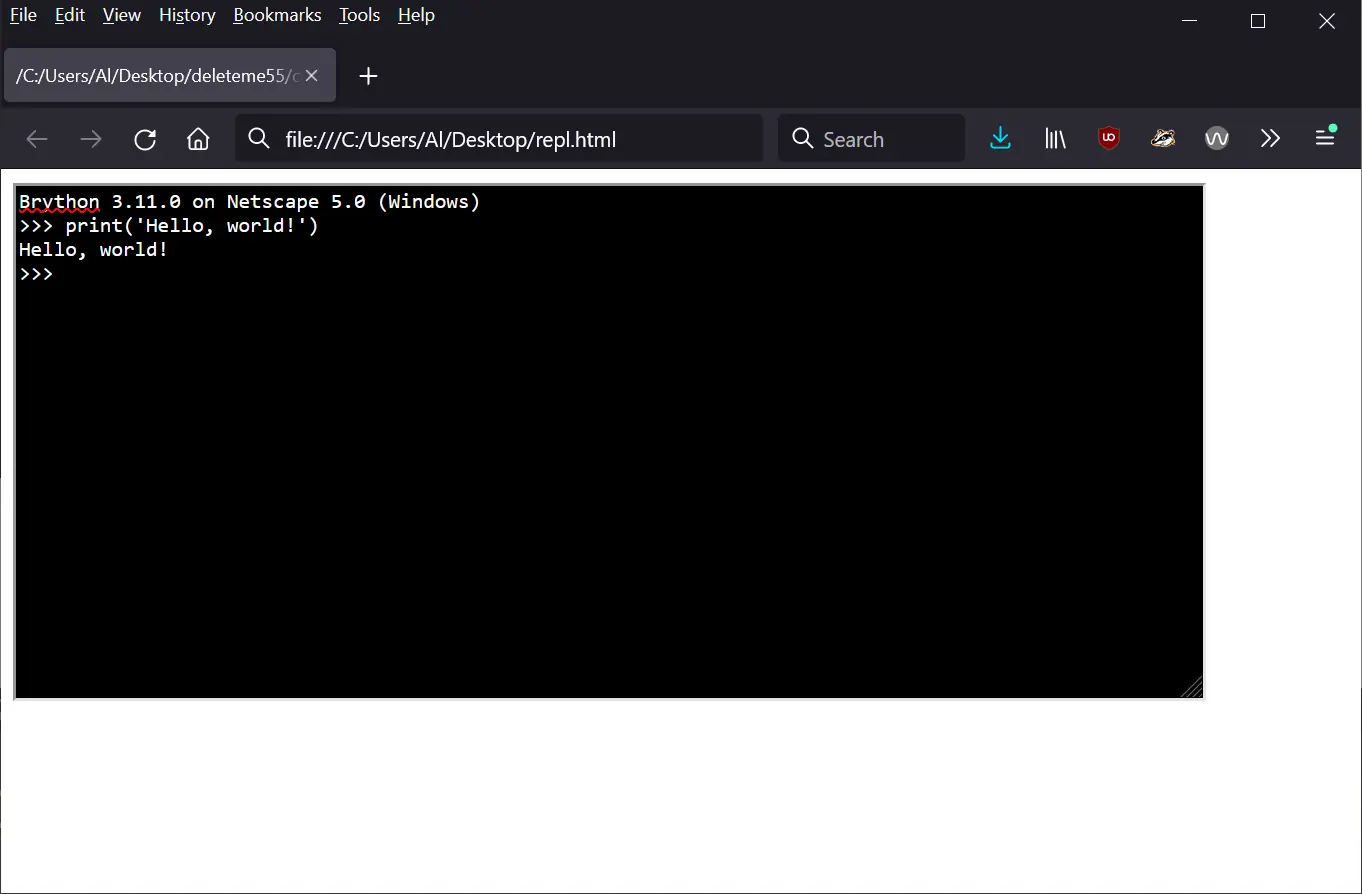 File Edit View History Bookmarks Tools Help
/C:/Users/Al/Desktop/deleteme55/
file:///C:/Users/Al/Desktop/repl.html Search
Brython 3.11.0 on Netscape 5.0 (Windows)
>>> print('Hello, world!')
Hello, world!
>>>